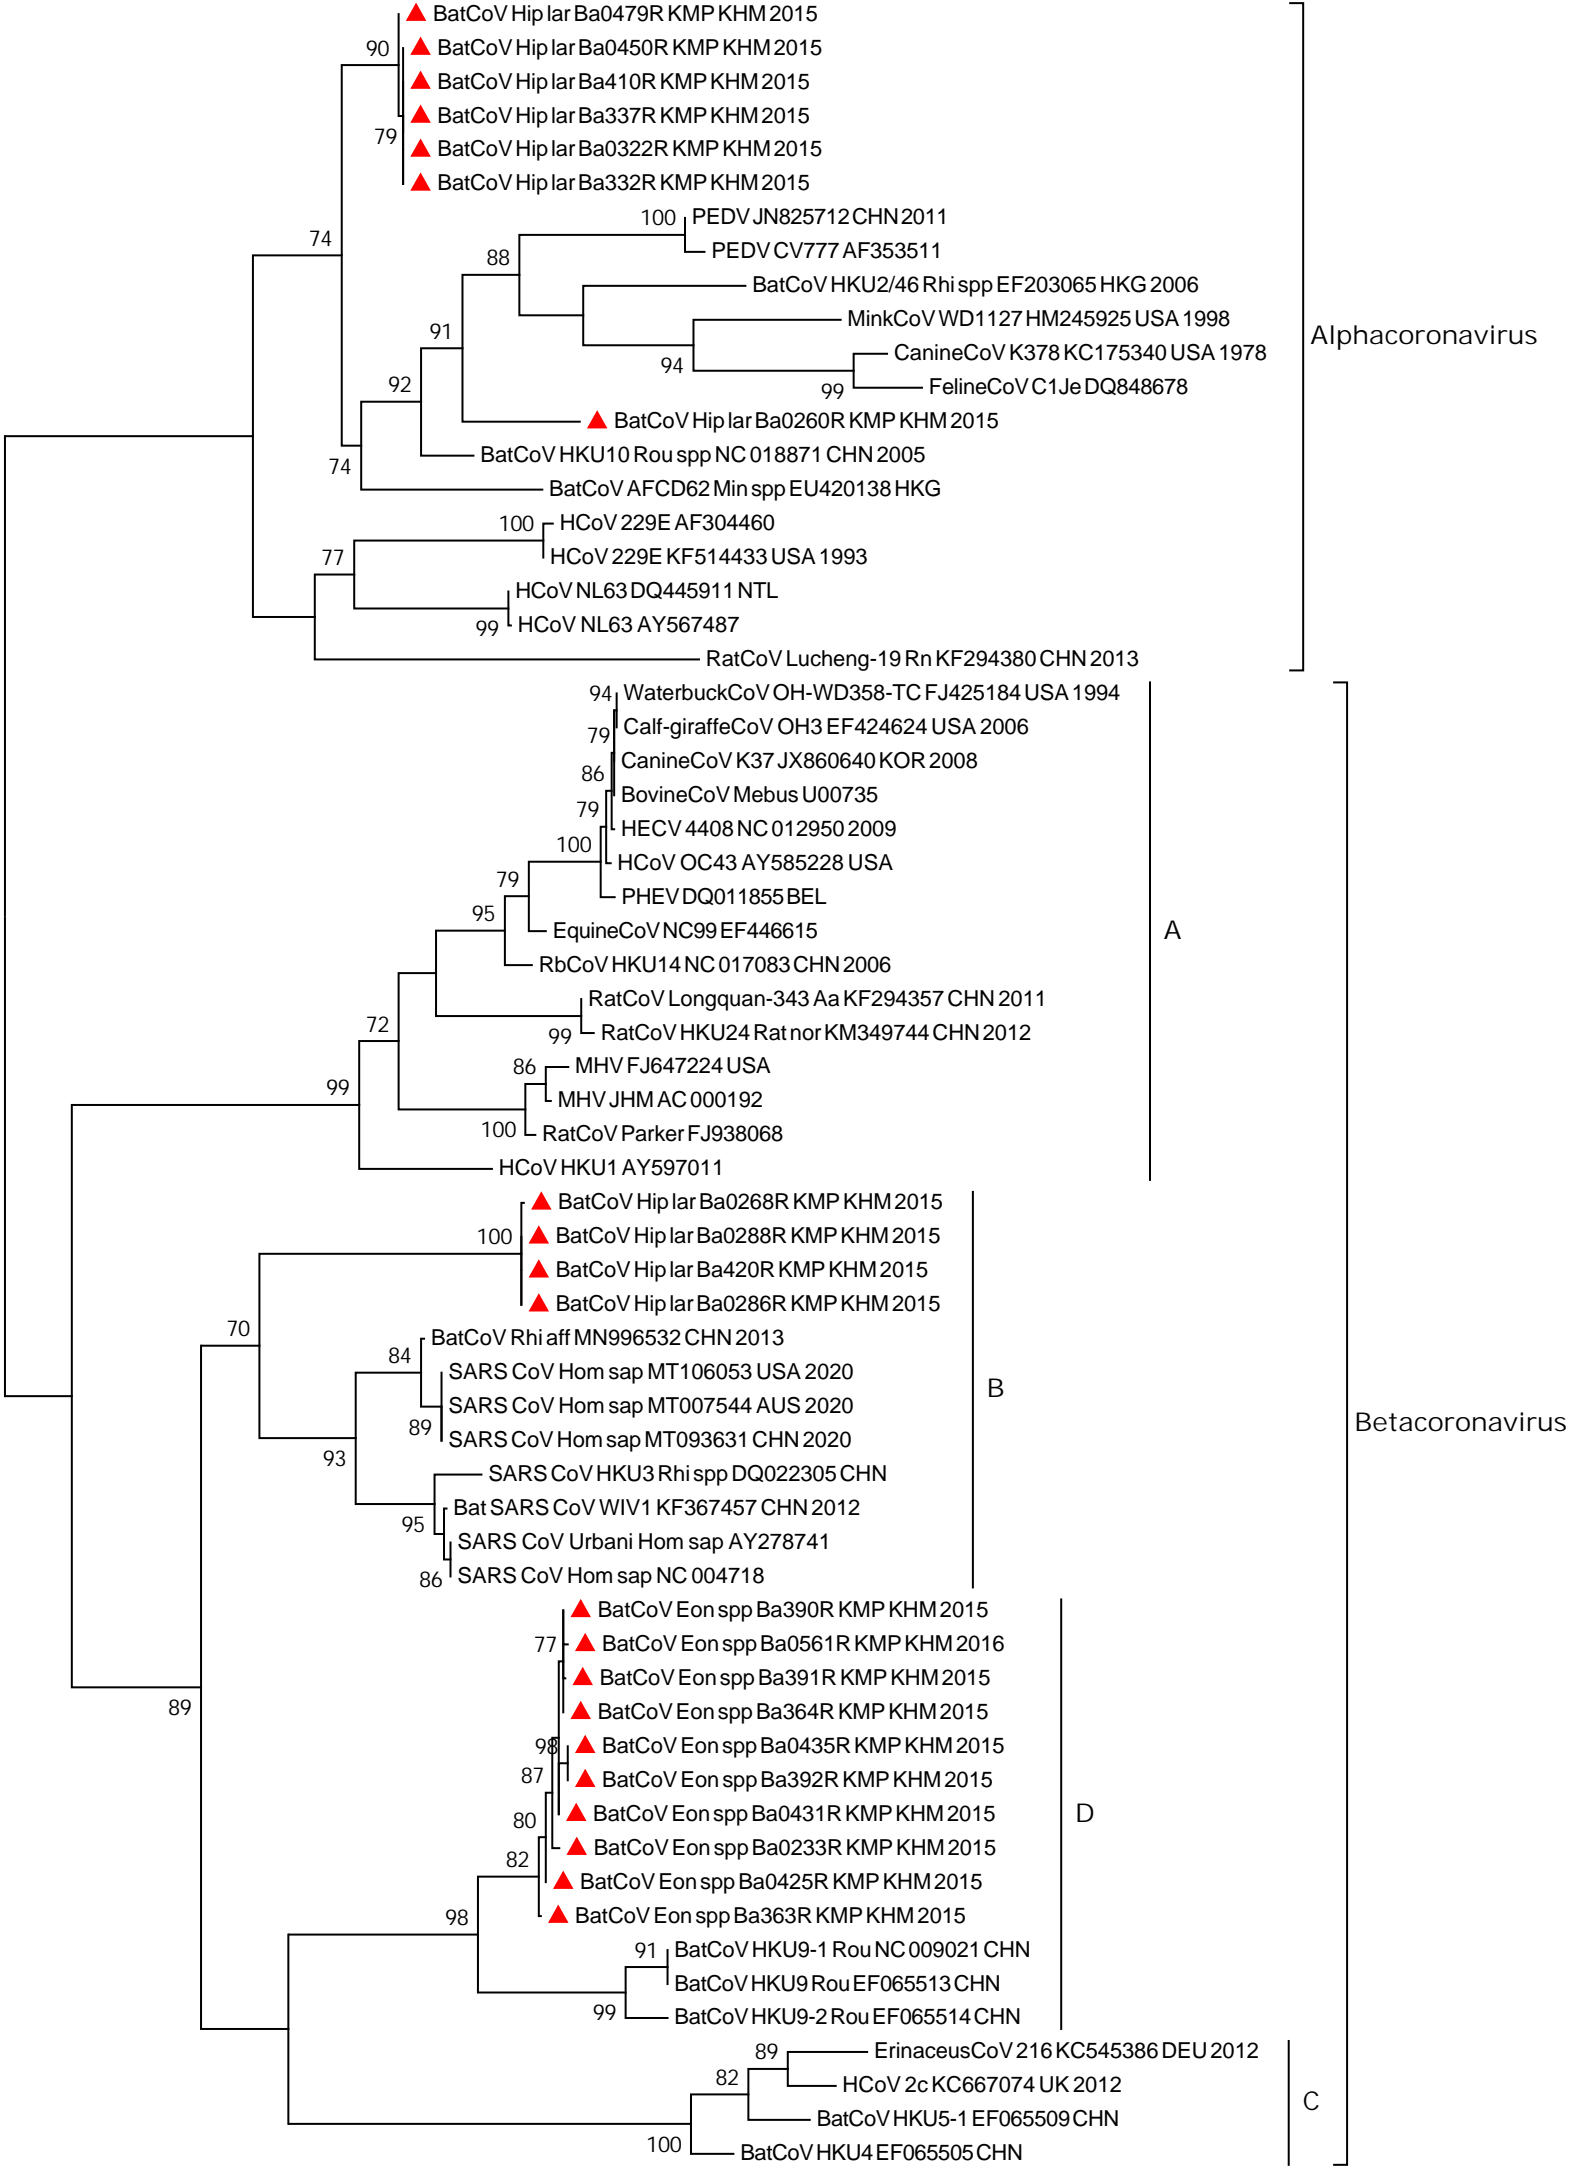 BatCoV Hip lar Ba0479R KMP KHM 2015
90
BatCoV Hip lar Ba0450R KMP KHM 2015
BatCoV Hip lar Ba410R KMP KHM 2015
BatCoV Hip lar Ba337R KMP KHM 2015
79
BatCoV Hip lar Ba0322R KMP KHM 2015
BatCoV Hip lar Ba332R KMP KHM 2015
100
PEDV JN825712 CHN 2011
74
PEDV CV777 AF353511
88
BatCoV HKU2/46 Rhi spp EF203065 HKG 2006
MinkCoV WD1127 HM245925 USA 1998
91
Alphacoronavirus
CanineCoV K378 KC175340 USA 1978
94
92
FelineCoV C1Je DQ848678
99
BatCoV Hip lar Ba0260R KMP KHM 2015
BatCoV HKU10 Rou spp NC 018871 CHN 2005
74
BatCoV AFCD62 Min spp EU420138 HKG
100
HCoV 229E AF304460
77
HCoV 229E KF514433 USA 1993
HCoV NL63 DQ445911 NTL
99
HCoV NL63 AY567487
RatCoV Lucheng-19 Rn KF294380 CHN 2013
94
WaterbuckCoV OH-WD358-TC FJ425184 USA 1994
79
Calf-giraffeCoV OH3 EF424624 USA 2006
86
CanineCoV K37 JX860640 KOR 2008
79
BovineCoV Mebus U00735
HECV 4408 NC 012950 2009
100
HCoV OC43 AY585228 USA
79
PHEV DQ011855 BEL
95
EquineCoV NC99 EF446615
A
RbCoV HKU14 NC 017083 CHN 2006
RatCoV Longquan-343 Aa KF294357 CHN 2011
72
99
RatCoV HKU24 Rat nor KM349744 CHN 2012
86
MHV FJ647224 USA
99
MHV JHM AC 000192
100
RatCoV Parker FJ938068
HCoV HKU1 AY597011
BatCoV Hip lar Ba0268R KMP KHM 2015
100
BatCoV Hip lar Ba0288R KMP KHM 2015
BatCoV Hip lar Ba420R KMP KHM 2015
BatCoV Hip lar Ba0286R KMP KHM 2015
70
BatCoV Rhi aff MN996532 CHN 2013
84
SARS CoV Hom sap MT106053 USA 2020
B
SARS CoV Hom sap MT007544 AUS 2020
89
Betacoronavirus
SARS CoV Hom sap MT093631 CHN 2020
93
SARS CoV HKU3 Rhi spp DQ022305 CHN
Bat SARS CoV WIV1 KF367457 CHN 2012
95
SARS CoV Urbani Hom sap AY278741
86
SARS CoV Hom sap NC 004718
BatCoV Eon spp Ba390R KMP KHM 2015
77
BatCoV Eon spp Ba0561R KMP KHM 2016
BatCoV Eon spp Ba391R KMP KHM 2015
89
BatCoV Eon spp Ba364R KMP KHM 2015
98
BatCoV Eon spp Ba0435R KMP KHM 2015
87
BatCoV Eon spp Ba392R KMP KHM 2015
BatCoV Eon spp Ba0431R KMP KHM 2015
D
80
BatCoV Eon spp Ba0233R KMP KHM 2015
82
BatCoV Eon spp Ba0425R KMP KHM 2015
98
BatCoV Eon spp Ba363R KMP KHM 2015
91
BatCoV HKU9-1 Rou NC 009021 CHN
BatCoV HKU9 Rou EF065513 CHN
99
BatCoV HKU9-2 Rou EF065514 CHN
89
ErinaceusCoV 216 KC545386 DEU 2012
82
HCoV 2c KC667074 UK 2012
C
BatCoV HKU5-1 EF065509 CHN
100
BatCoV HKU4 EF065505 CHN